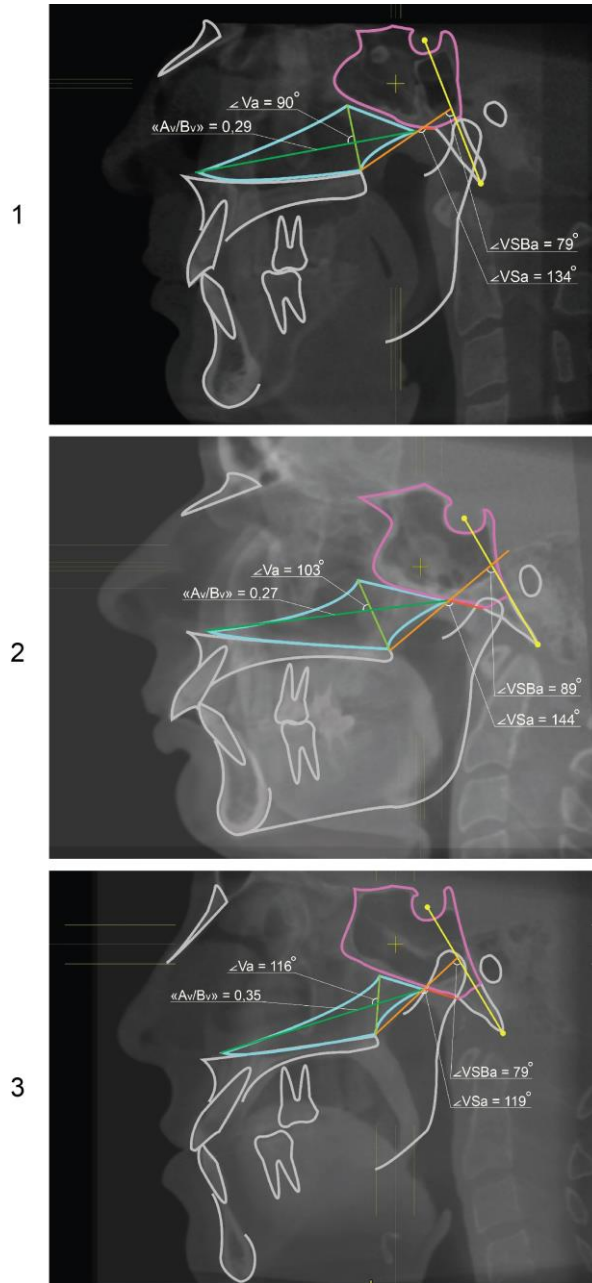 1
∠Va = 90°
«Av/Bv» = 0,29
∠VSBa = 79°
∠VSa = 134°
2
∠Va = 103°
«Av/Bv» = 0,27
∠VSBa = 89°
∠VSa = 144°
3
∠Va = 116°
«Av/Bv» = 0,35
∠VSBa = 79°
∠VSa = 119°